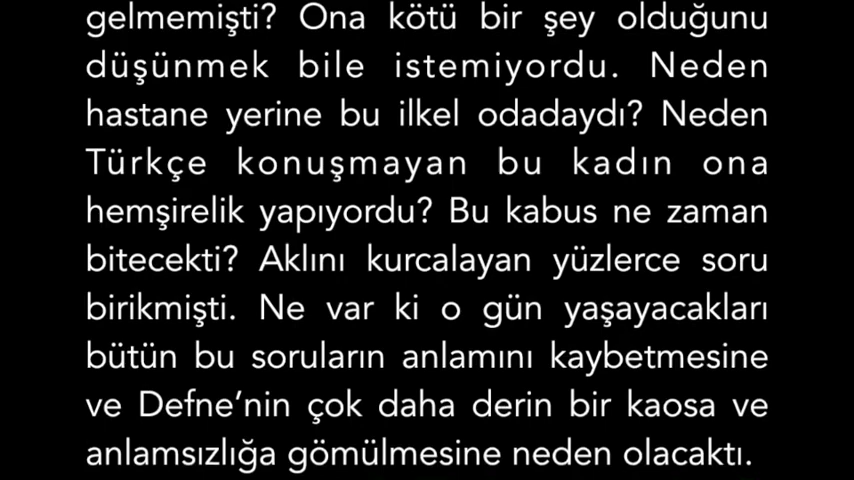 gelmemişti? Ona kötü bir şey olduğunu
düşünmek bile istemiyordu. Neden
hastane yerine bu ilkel odadaydı? Neden
Türkçe konuşmayan bu kadın ona
hemşirelik yapıyordu? Bu kabus ne zaman
bitecekti? Aklını kurcalayan yüzlerce soru
birikmişti. Ne var ki o gün yaşayacakları
bütün bu soruların anlamını kaybetmesine
ve Defne’nin çok daha derin bir kaosa ve
anlamsızlığa gömülmesine neden olacaktı.